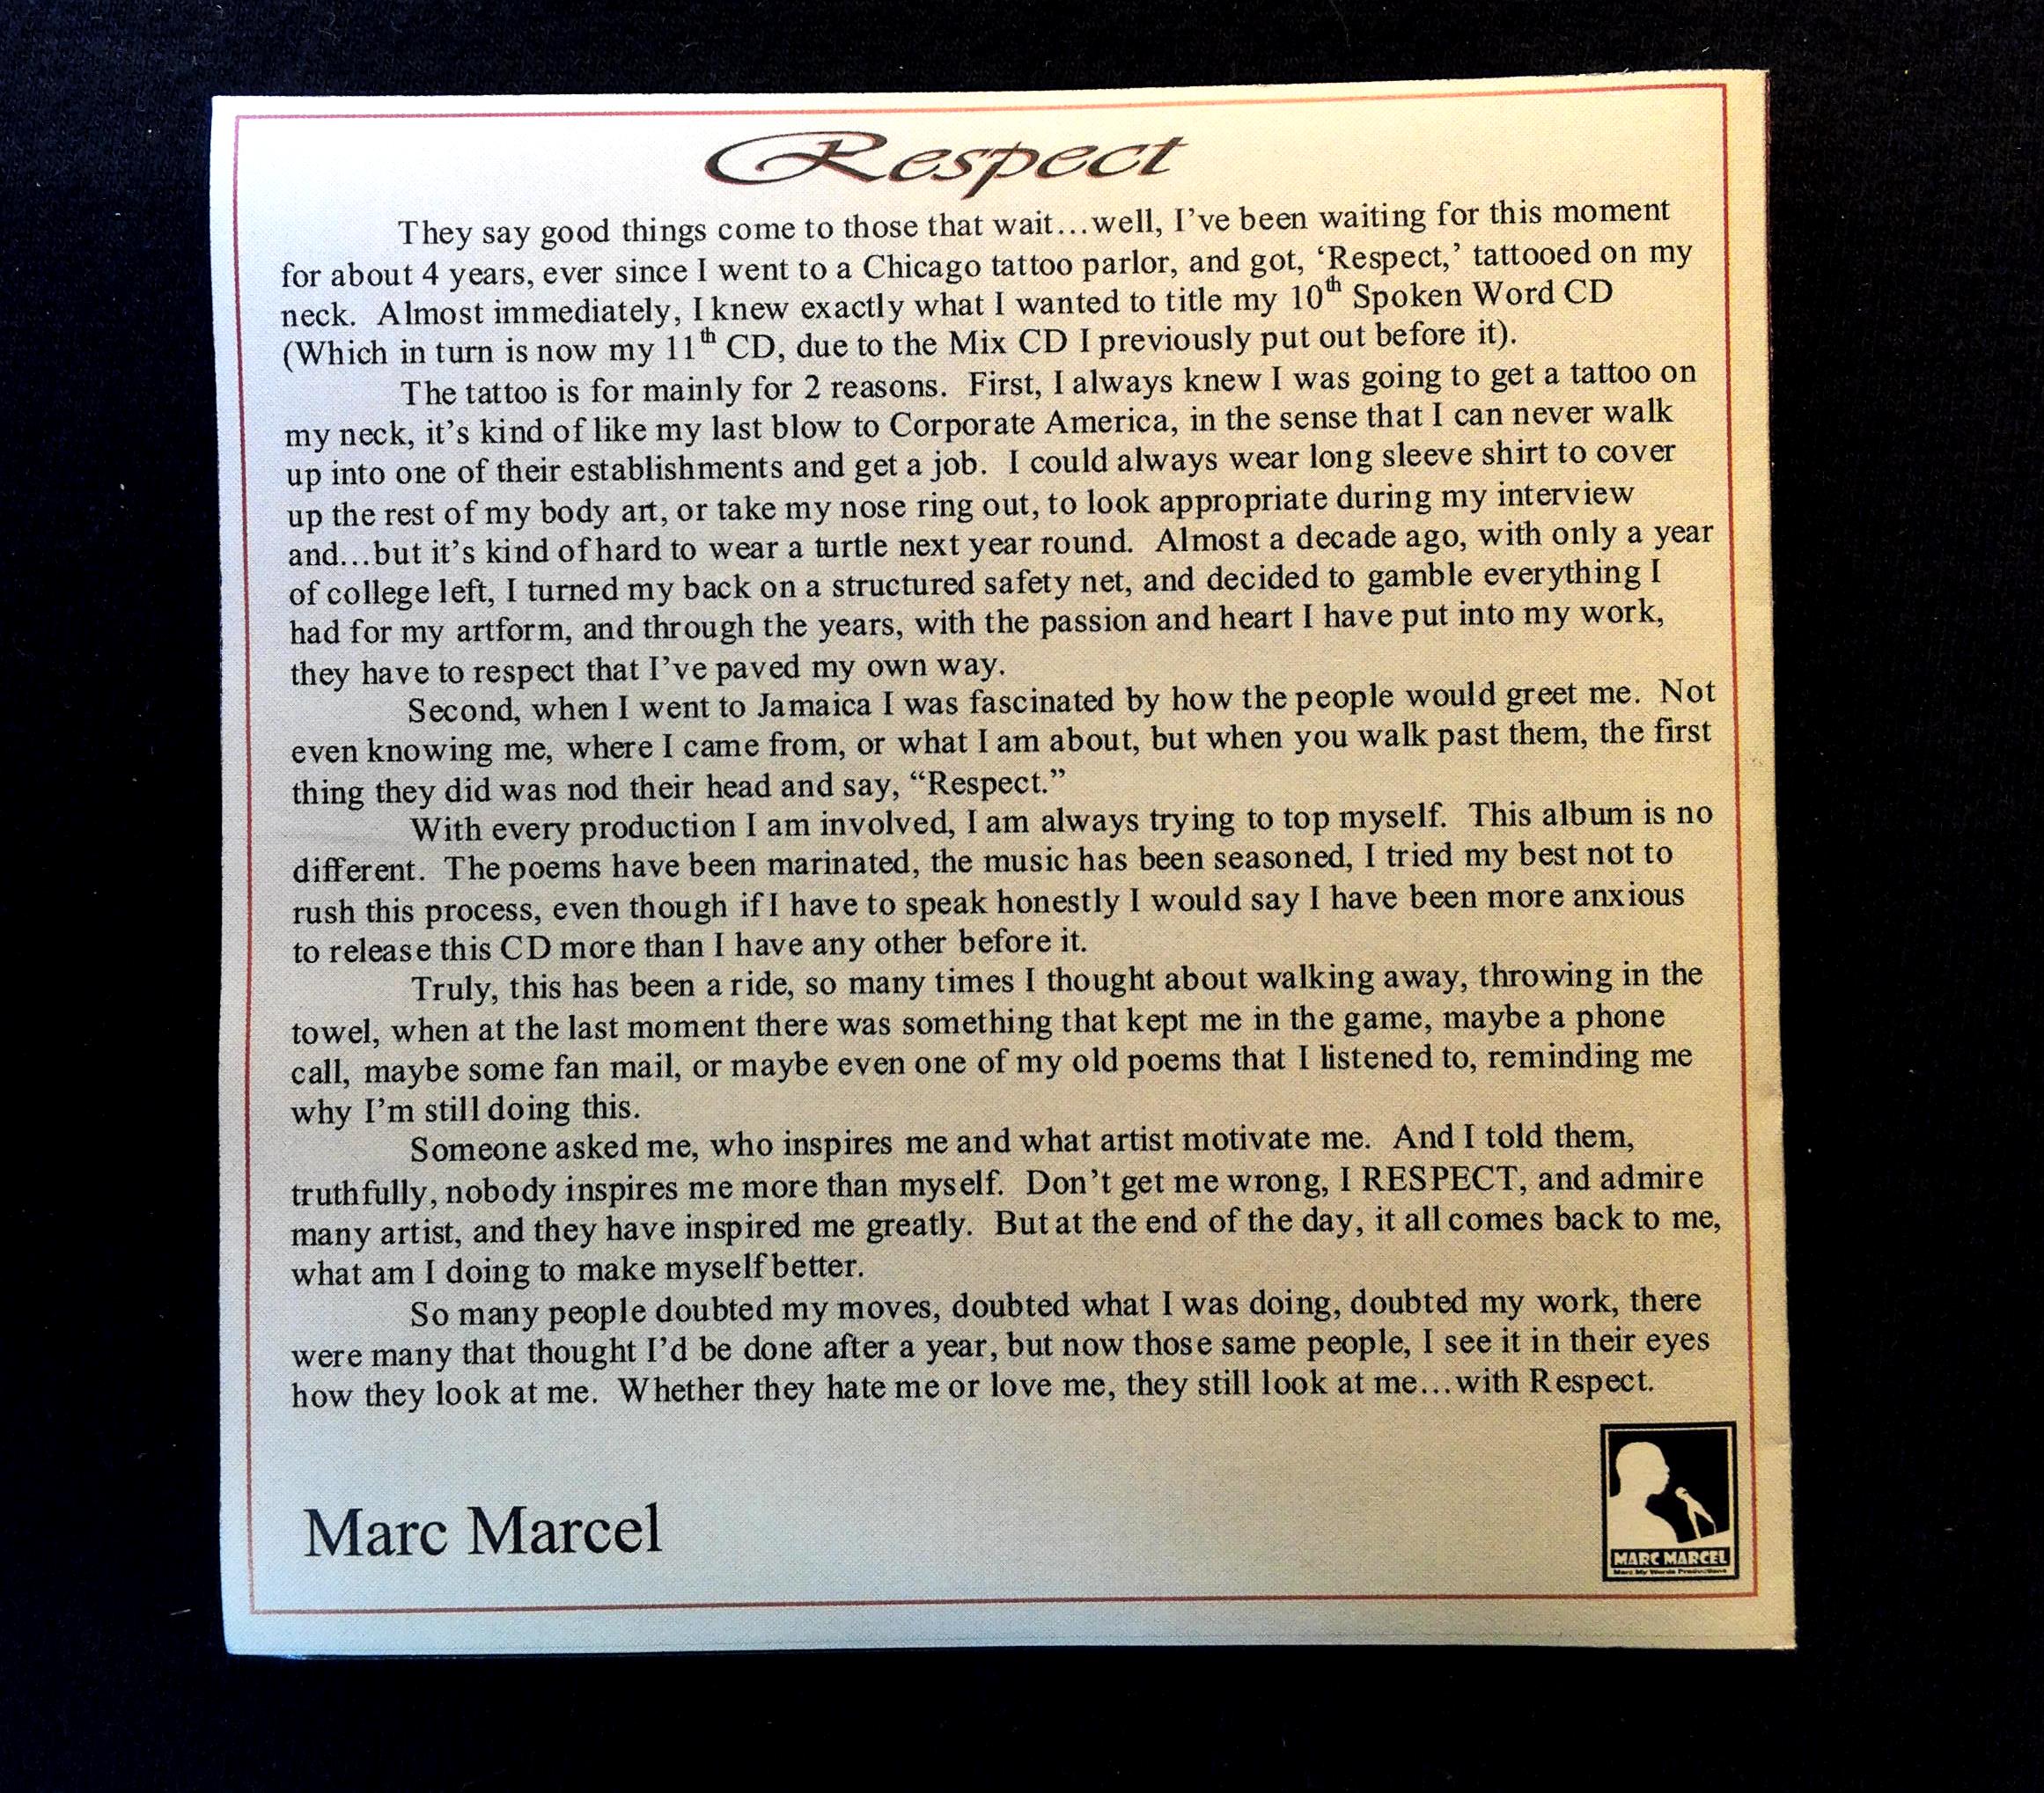 Respect
They say good things come to those that wait…well, I've been waiting for this moment
for about 4 years, ever since I went to a Chicago tattoo parlor, and got, 'Respect,' tattooed on my
neck.  Almost immediately, I knew exactly what I wanted to title my 10th Spoken Word CD
(Which in turn is now my 11th CD, due to the Mix CD I previously put out before it).
The tattoo is for mainly for 2 reasons.  First, I always knew I was going to get a tattoo on
my neck, it's kind of like my last blow to Corporate America, in the sense that I can never walk
up into one of their establishments and get a job.  I could always wear long sleeve shirt to cover
up the rest of my body art, or take my nose ring out, to look appropriate during my interview
and…but it's kind of hard to wear a turtle next year round.  Almost a decade ago, with only a year
of college left, I turned my back on a structured safety net, and decided to gamble everything I
had for my artform, and through the years, with the passion and heart I have put into my work,
they have to respect that I've paved my own way.
Second, when I went to Jamaica I was fascinated by how the people would greet me.  Not
even knowing me, where I came from, or what I am about, but when you walk past them, the first
thing they did was nod their head and say, "Respect."
With every production I am involved, I am always trying to top myself.  This album is no
different.  The poems have been marinated, the music has been seasoned, I tried my best not to
rush this process, even though if I have to speak honestly I would say I have been more anxious
to release this CD more than I have any other before it.
Truly, this has been a ride, so many times I thought about walking away, throwing in the
towel, when at the last moment there was something that kept me in the game, maybe a phone
call, maybe some fan mail, or maybe even one of my old poems that I listened to, reminding me
why I'm still doing this.
Someone asked me, who inspires me and what artist motivate me.  And I told them,
truthfully, nobody inspires me more than myself.  Don't get me wrong, I RESPECT, and admire
many artist, and they have inspired me greatly.  But at the end of the day, it all comes back to me,
what am I doing to make myself better.
So many people doubted my moves, doubted what I was doing, doubted my work, there
were many that thought I'd be done after a year, but now those same people, I see it in their eyes
how they look at me.  Whether they hate me or love me, they still look at me…with Respect.
Marc Marcel
MARC MARCEL
Marc My Words Productions